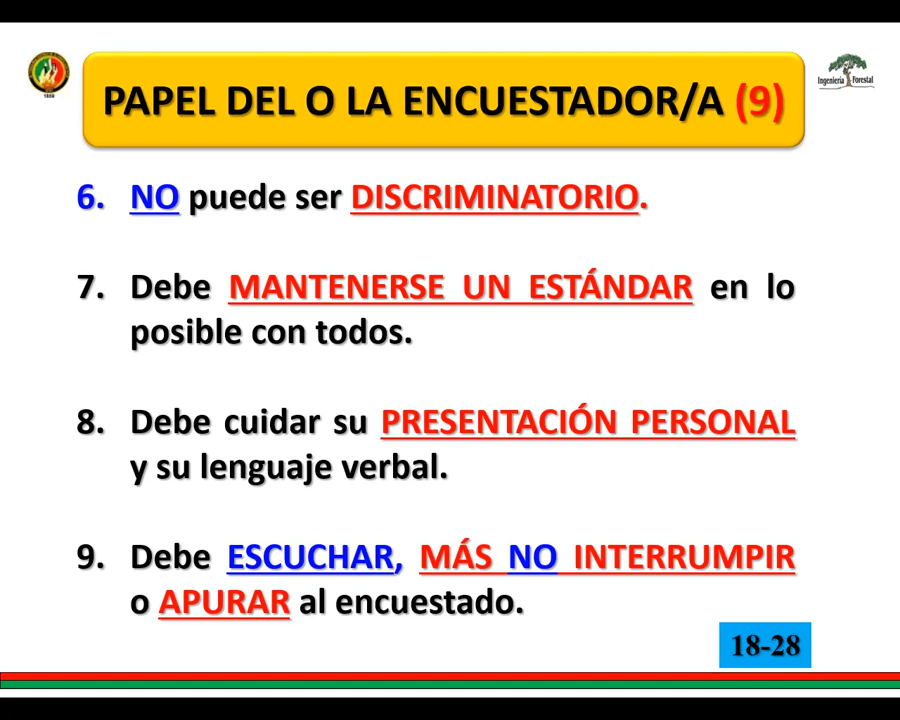 PAPEL DEL O LA ENCUESTADOR/A (9)
1859
Ingeniería Forestal
6. NO puede ser DISCRIMINATORIO.
7. Debe MANTENERSE UN ESTÁNDAR en lo
posible con todos.
8. Debe cuidar su PRESENTACIÓN PERSONAL
y su lenguaje verbal.
9. Debe ESCUCHAR, MÁS NO INTERRUMPIR
o APURAR al encuestado.
18-28